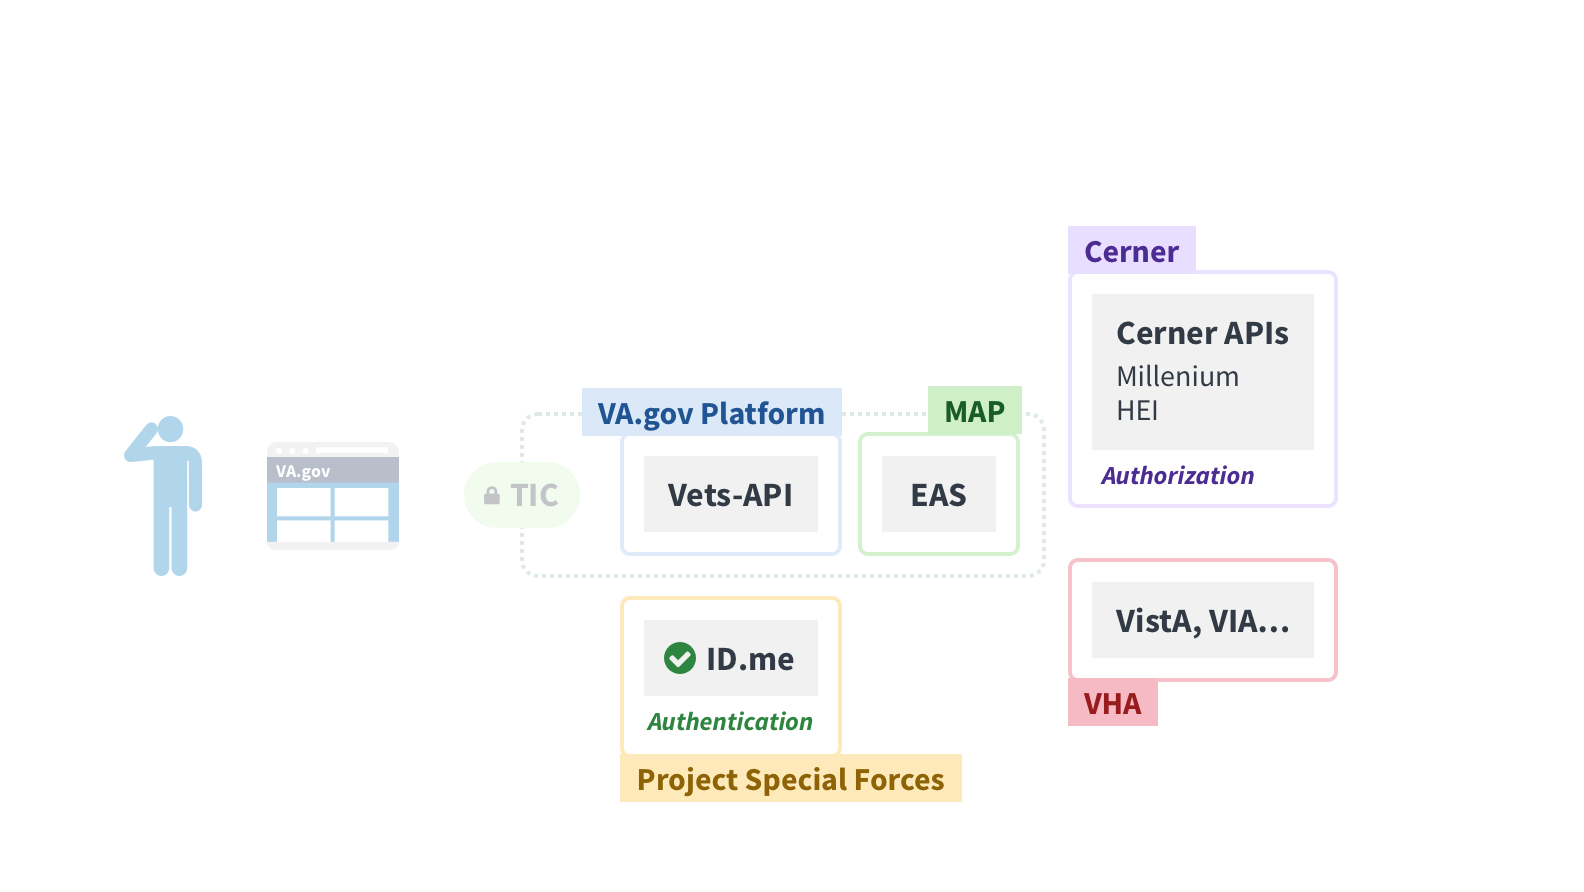 Cerner
Cerner APIs
Millenium
HEI
Authorization
VA.gov Platform
MAP
VA.gov
TIC
Vets-API
EAS
ID.me
Authentication
Project Special Forces
VistA, VIA...
VHA